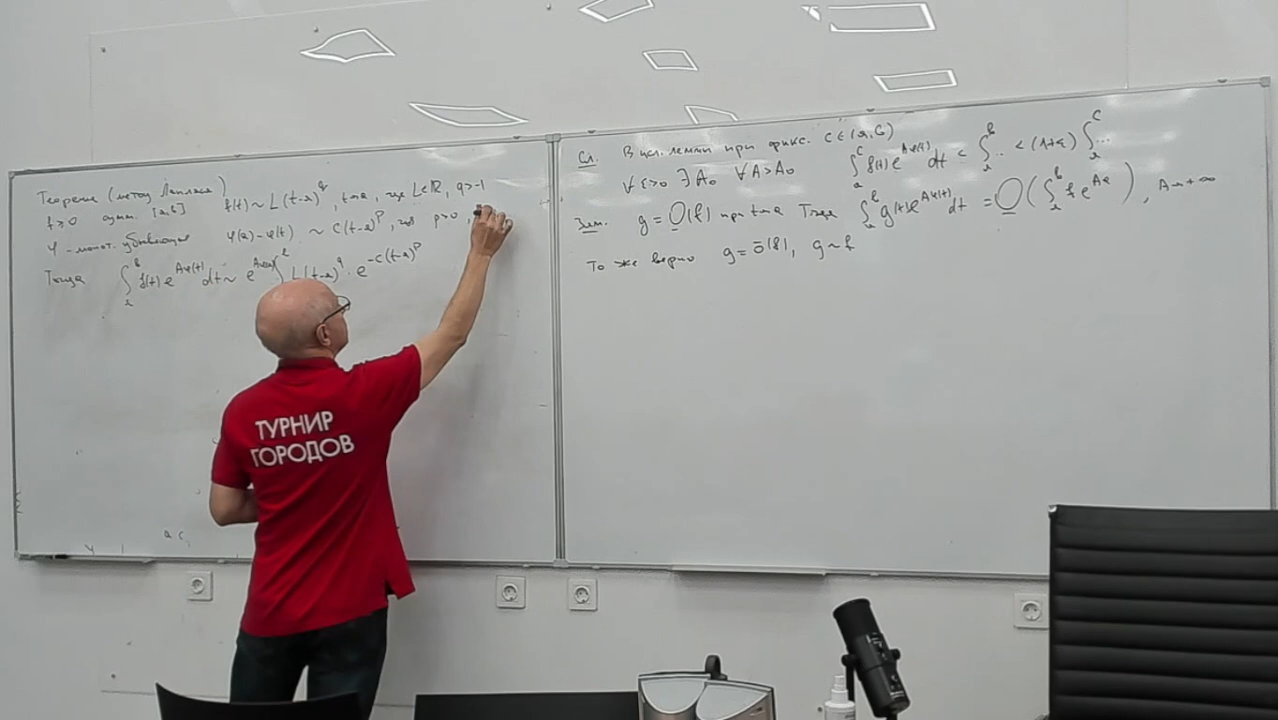 Теорема (метод Лапласа)
f>0 сумм. [a,b] f(t) ~ L(t-a)^q, t→a, где L∈ℝ, q>-1
φ - монот. убывающая φ(a)-φ(t) ~ c(t-a)^p, где p>0,
Тогда ∫_a^b f(t)e^{Aφ(t)}dt ~ e^{Aφ(a)} ∫ L(t-a)^q · e^{-c(t-a)^p}
ТУРНИР
ГОРОДОВ
Сл. В усл. леммы при фикс. c∈(a,b)
∀ε>0 ∃A₀ ∀A>A₀ ∫_a^c f(t)e^{Aφ(t)}dt < ∫_a^b ... < (1+ε) ∫_a^c ...
Зам. g = O(f) при t→a Тогда ∫_a^b g(t)e^{Aφ(t)}dt = O(∫_a^b f e^{Aφ}), A→+∞
То же верно g = ō(f), g~f